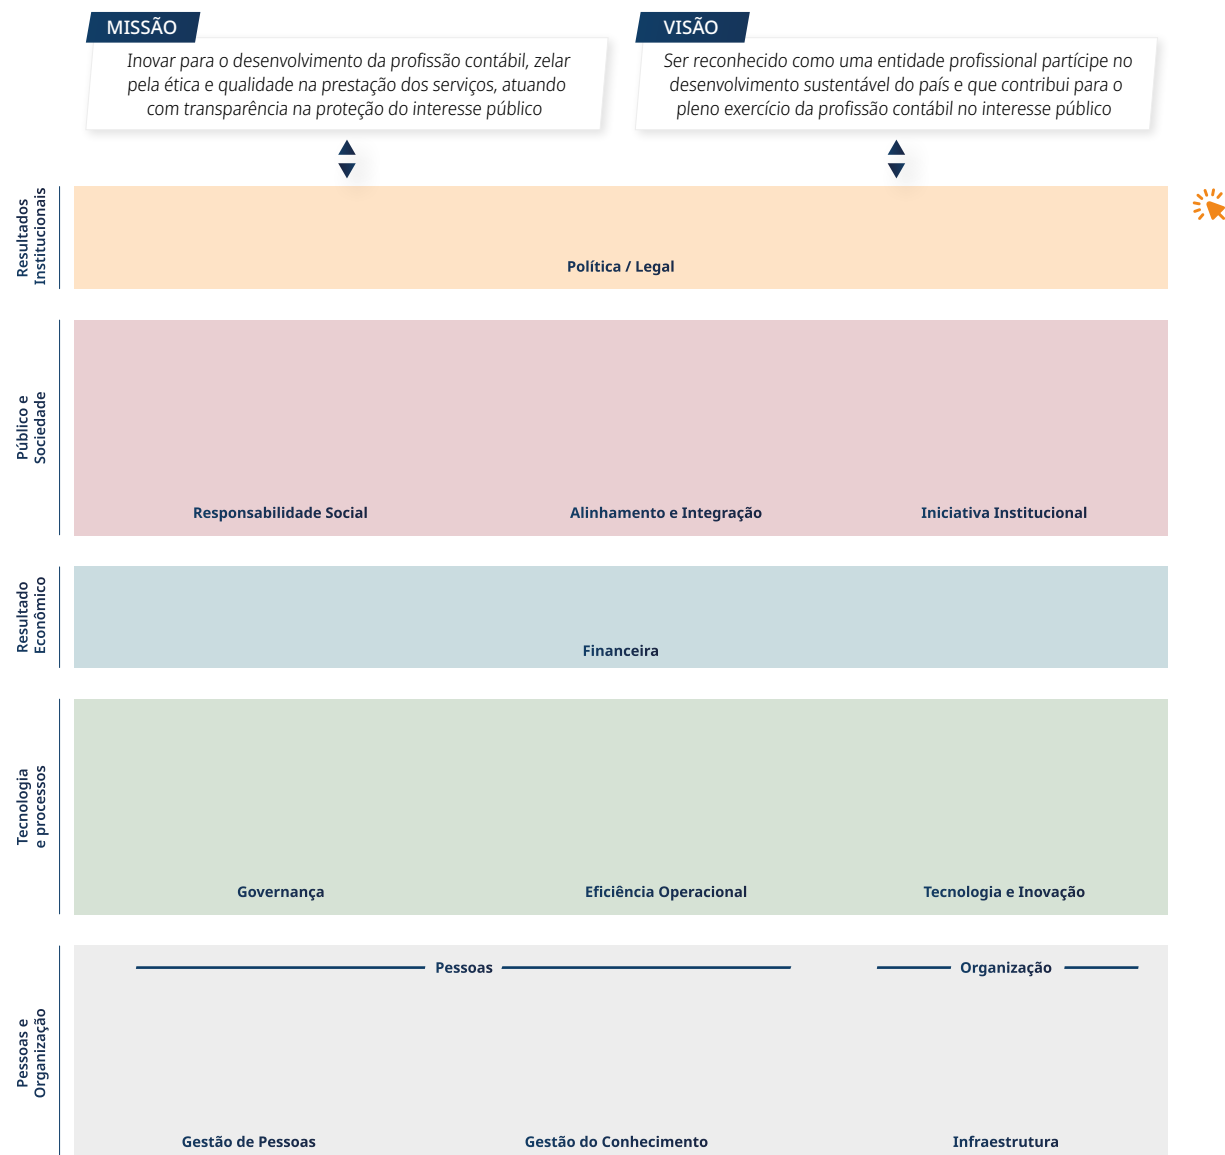 MISSÃO
Inovar para o desenvolvimento da profissão contábil, zelar
pela ética e qualidade na prestação dos serviços, atuando
com transparência na proteção do interesse público
VISÃO
Ser reconhecido como uma entidade profissional partícipe no
desenvolvimento sustentável do país e que contribui para o
pleno exercício da profissão contábil no interesse público
Resultados
Institucionais
Política / Legal
Público e
Sociedade
Responsabilidade Social
Alinhamento e Integração
Iniciativa Institucional
Resultado
Econômico
Financeira
Tecnologia
e processos
Governança
Eficiência Operacional
Tecnologia e Inovação
Pessoas e
Organização
Pessoas
Organização
Gestão de Pessoas
Gestão do Conhecimento
Infraestrutura